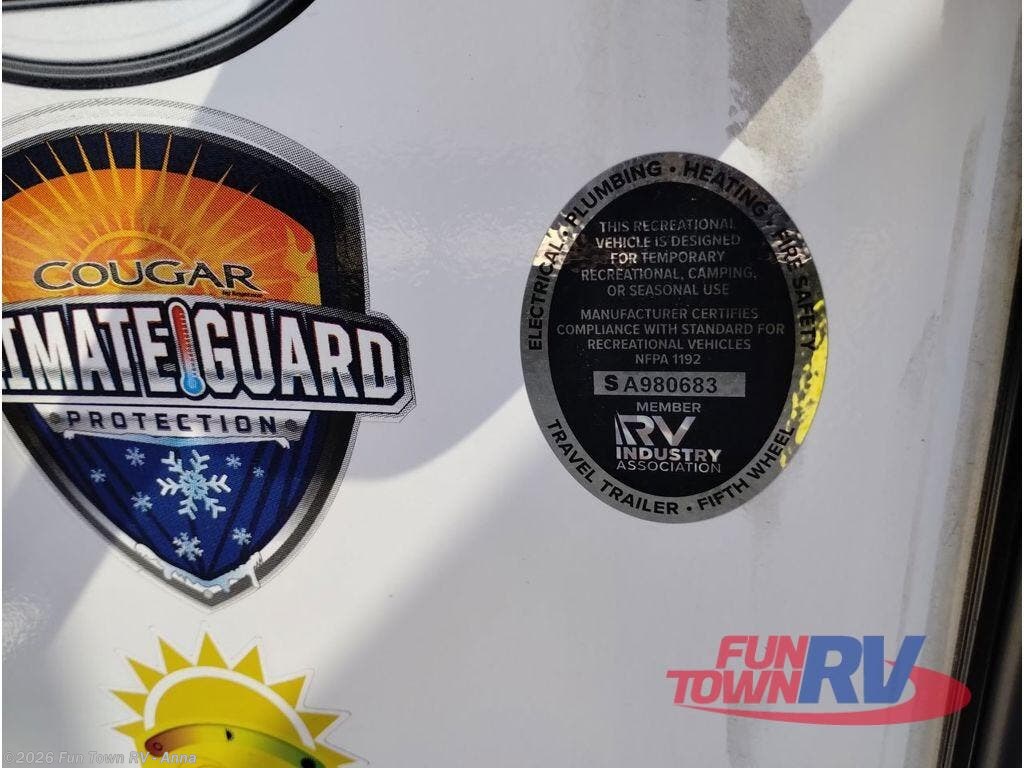 COUGAR
by Keystone
IMATE GUARD
PROTECTION
ELECTRICAL • PLUMBING • HEATING • FIRE SAFETY
THIS RECREATIONAL
VEHICLE IS DESIGNED
FOR TEMPORARY
RECREATIONAL, CAMPING,
OR SEASONAL USE
MANUFACTURER CERTIFIES
COMPLIANCE WITH STANDARD FOR
RECREATIONAL VEHICLES
NFPA 1192
S A980683
MEMBER
RV
INDUSTRY
ASSOCIATION
TRAVEL TRAILER • FIFTH WHEEL
FUN
TOWN RV
©2026 Fun Town RV - Anna